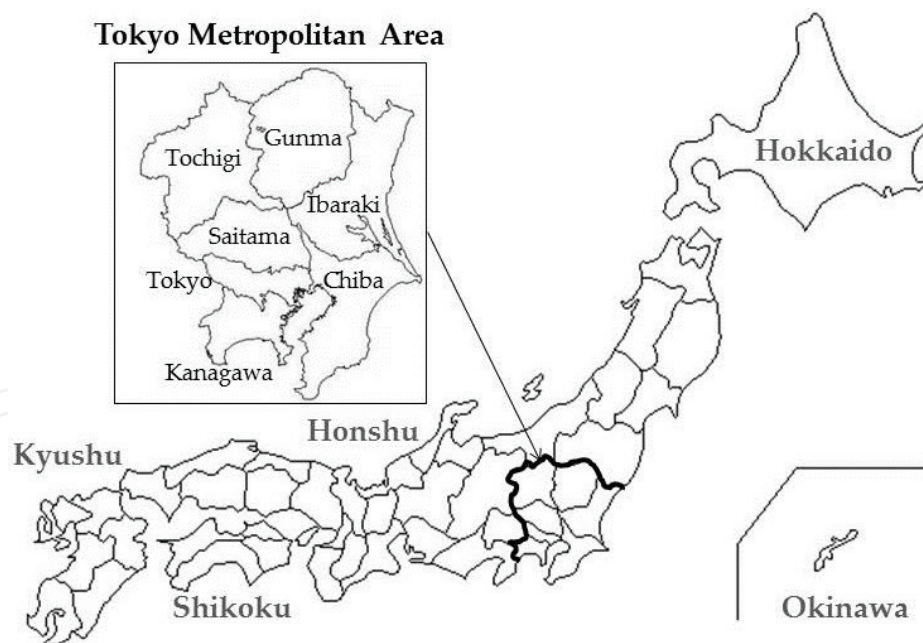 Tokyo Metropolitan Area
Gunma
Tochigi
Ibaraki
Saitama
Tokyo
Chiba
Kanagawa
Hokkaido
Honshu
Kyushu
Shikoku
Okinawa